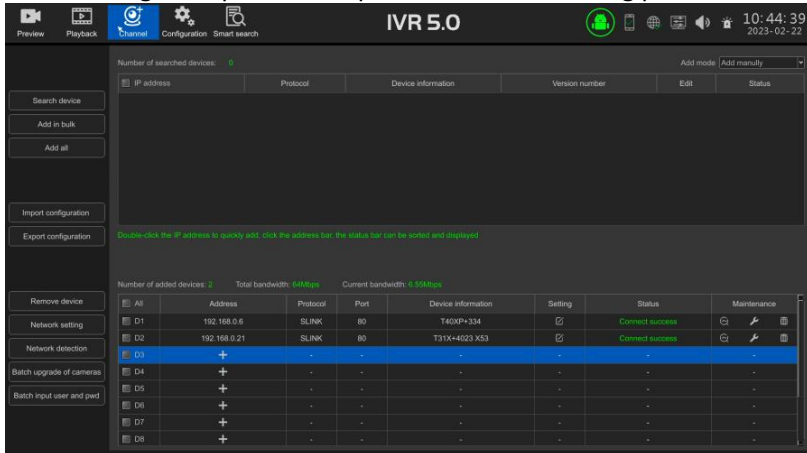 Preview Playback Channel Configuration Smart search IVR 5.0 10:44:39
2023-02-22
Number of searched devices: 0 Add mode Add manully
IP address Protocol Device information Version number Edit Status
Search device
Add in bulk
Add all
Import configuration
Export configuration
Double-click the IP address to quickly add, click the address bar, the status bar can be sorted and displayed
Number of added devices: 2 Total bandwidth: 64Mbps Current bandwidth: 6.55Mbps
Remove device
Network setting
Network detection
Batch upgrade of cameras
Batch input user and pwd
All Address Protocol Port Device information Setting Status Maintenance
D1 192.168.0.6 SLINK 80 T40XP+334 Connect success
D2 192.168.0.21 SLINK 80 T31X+4023 X53 Connect success
D3 + - - - - - -
D4 + - - - - - -
D5 + - - - - - -
D6 + - - - - - -
D7 + - - - - - -
D8 + - - - - - -